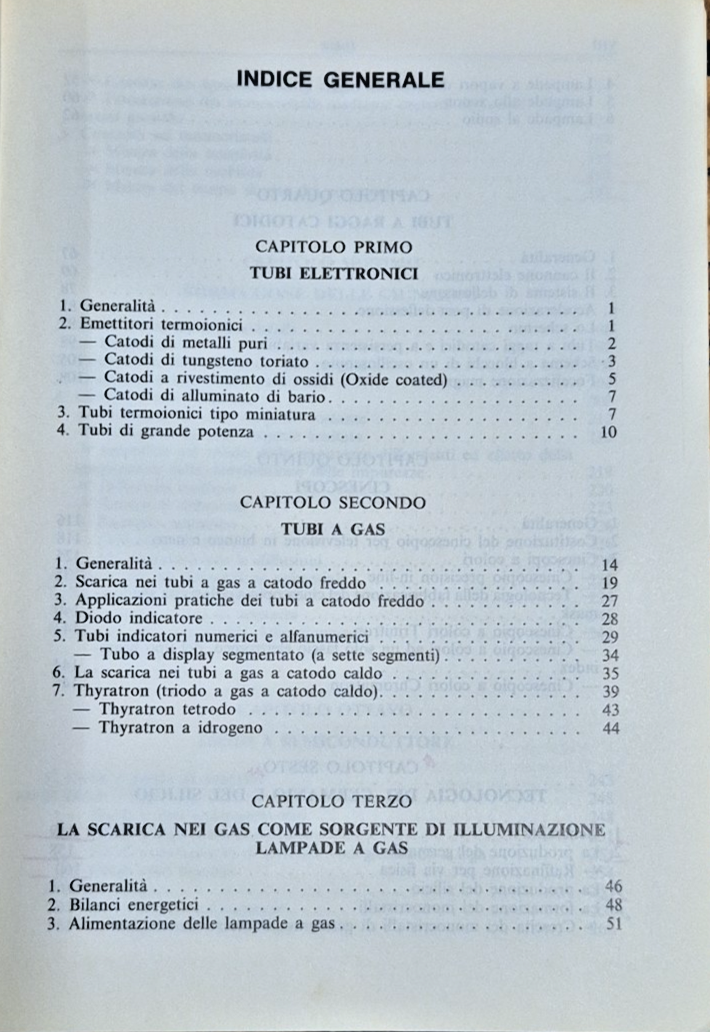 INDICE GENERALE
CAPITOLO PRIMO
TUBI ELETTRONICI
1. Generalità . . . . . . . . . . . . . . . . . . . . . . . . . . 1
2. Emettitori termoionici . . . . . . . . . . . . . . . . . . . . 1
— Catodi di metalli puri . . . . . . . . . . . . . . . . . . 2
— Catodi di tungsteno toriato . . . . . . . . . . . . . . . 3
— Catodi a rivestimento di ossidi (Oxide coated) . . . . . . 5
— Catodi di alluminato di bario . . . . . . . . . . . . . . 7
3. Tubi termoionici tipo miniatura . . . . . . . . . . . . . . . 7
4. Tubi di grande potenza . . . . . . . . . . . . . . . . . . . 10
CAPITOLO SECONDO
TUBI A GAS
1. Generalità . . . . . . . . . . . . . . . . . . . . . . . . . . 14
2. Scarica nei tubi a gas a catodo freddo . . . . . . . . . . . . 19
3. Applicazioni pratiche dei tubi a catodo freddo . . . . . . . . 27
4. Diodo indicatore . . . . . . . . . . . . . . . . . . . . . . . 28
5. Tubi indicatori numerici e alfanumerici . . . . . . . . . . . 29
— Tubo a display segmentato (a sette segmenti) . . . . . . . 34
6. La scarica nei tubi a gas a catodo caldo . . . . . . . . . . . 35
7. Thyratron (triodo a gas a catodo caldo). . . . . . . . . . . . 39
— Thyratron tetrodo . . . . . . . . . . . . . . . . . . . . 43
— Thyratron a idrogeno . . . . . . . . . . . . . . . . . . . 44
CAPITOLO TERZO
LA SCARICA NEI GAS COME SORGENTE DI ILLUMINAZIONE
LAMPADE A GAS
1. Generalità . . . . . . . . . . . . . . . . . . . . . . . . . . 46
2. Bilanci energetici . . . . . . . . . . . . . . . . . . . . . . 48
3. Alimentazione delle lampade a gas . . . . . . . . . . . . . . 51